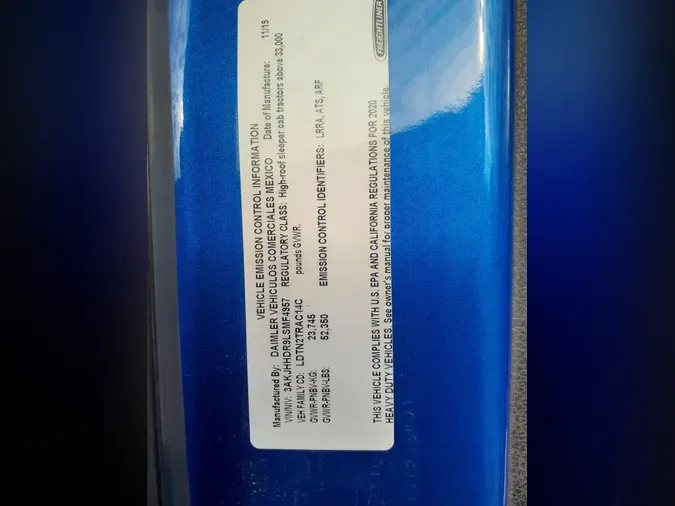 VEHICLE EMISSION CONTROL INFORMATION
Manufactured By: DAIMLER VEHICULOS COMERCIALES MEXICO Date of Manufacture: 11/19
VIN/NIV: 3AKJHHDR9LSMF4957 REGULATORY CLASS: High-roof sleeper cab tractors above 33,000
VEH FAMILY CD: LDTN2TRAC14C pounds GVWR.
GVWR-PNBV-KG: 23,745
GVWR-PNBV-LBS: 52,350 EMISSION CONTROL IDENTIFIERS: LRRA, ATS, ARF
THIS VEHICLE COMPLIES WITH U.S. EPA AND CALIFORNIA REGULATIONS FOR 2020
HEAVY DUTY VEHICLES. See owner's manual for proper maintenance of this vehicle.
FREIGHTLINER